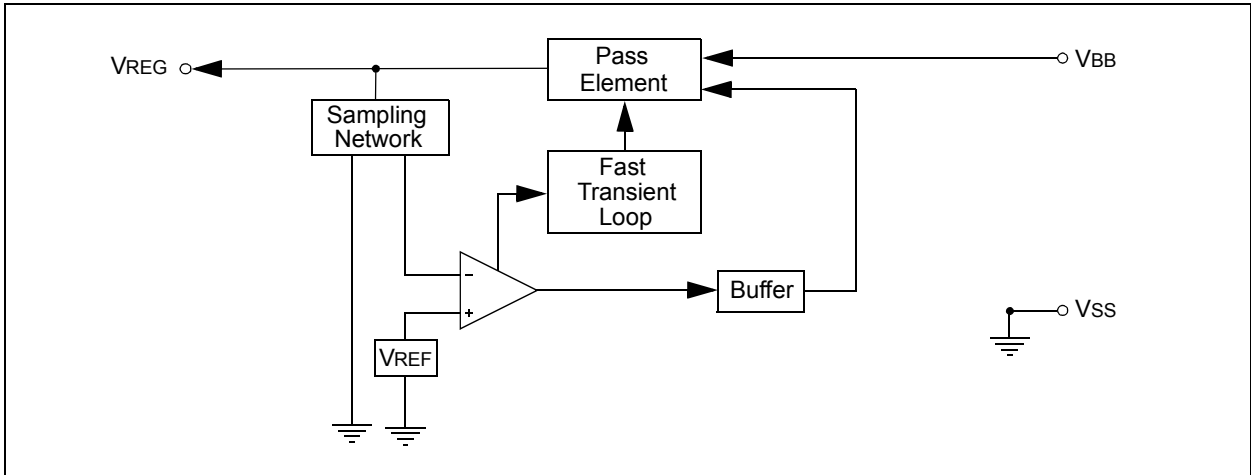 VREG
Pass
Element
VBB
Sampling
Network
Fast
Transient
Loop
-
+
Buffer
VREF
VSS